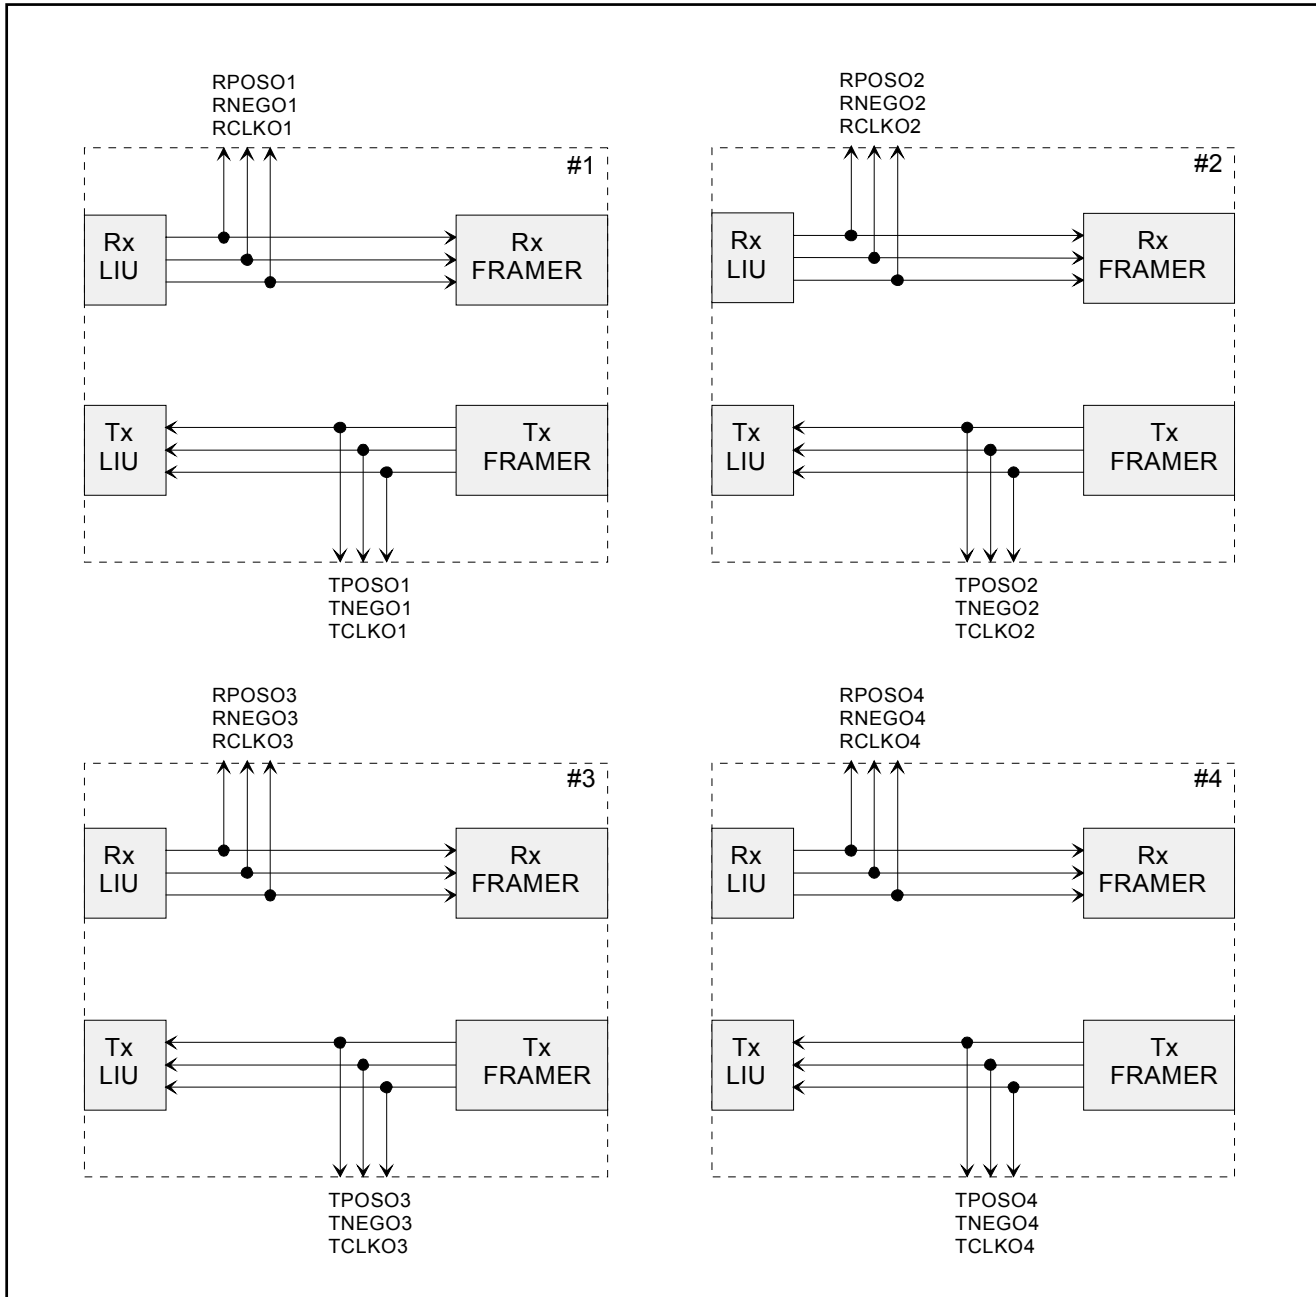 RPOSO1
RNEGO1
RCLKO1
#1
Rx
LIU
Rx
FRAMER
Tx
LIU
Tx
FRAMER
TPOSO1
TNEGO1
TCLKO1
RPOSO2
RNEGO2
RCLKO2
#2
Rx
LIU
Rx
FRAMER
Tx
LIU
Tx
FRAMER
TPOSO2
TNEGO2
TCLKO2
RPOSO3
RNEGO3
RCLKO3
#3
Rx
LIU
Rx
FRAMER
Tx
LIU
Tx
FRAMER
TPOSO3
TNEGO3
TCLKO3
RPOSO4
RNEGO4
RCLKO4
#4
Rx
LIU
Rx
FRAMER
Tx
LIU
Tx
FRAMER
TPOSO4
TNEGO4
TCLKO4